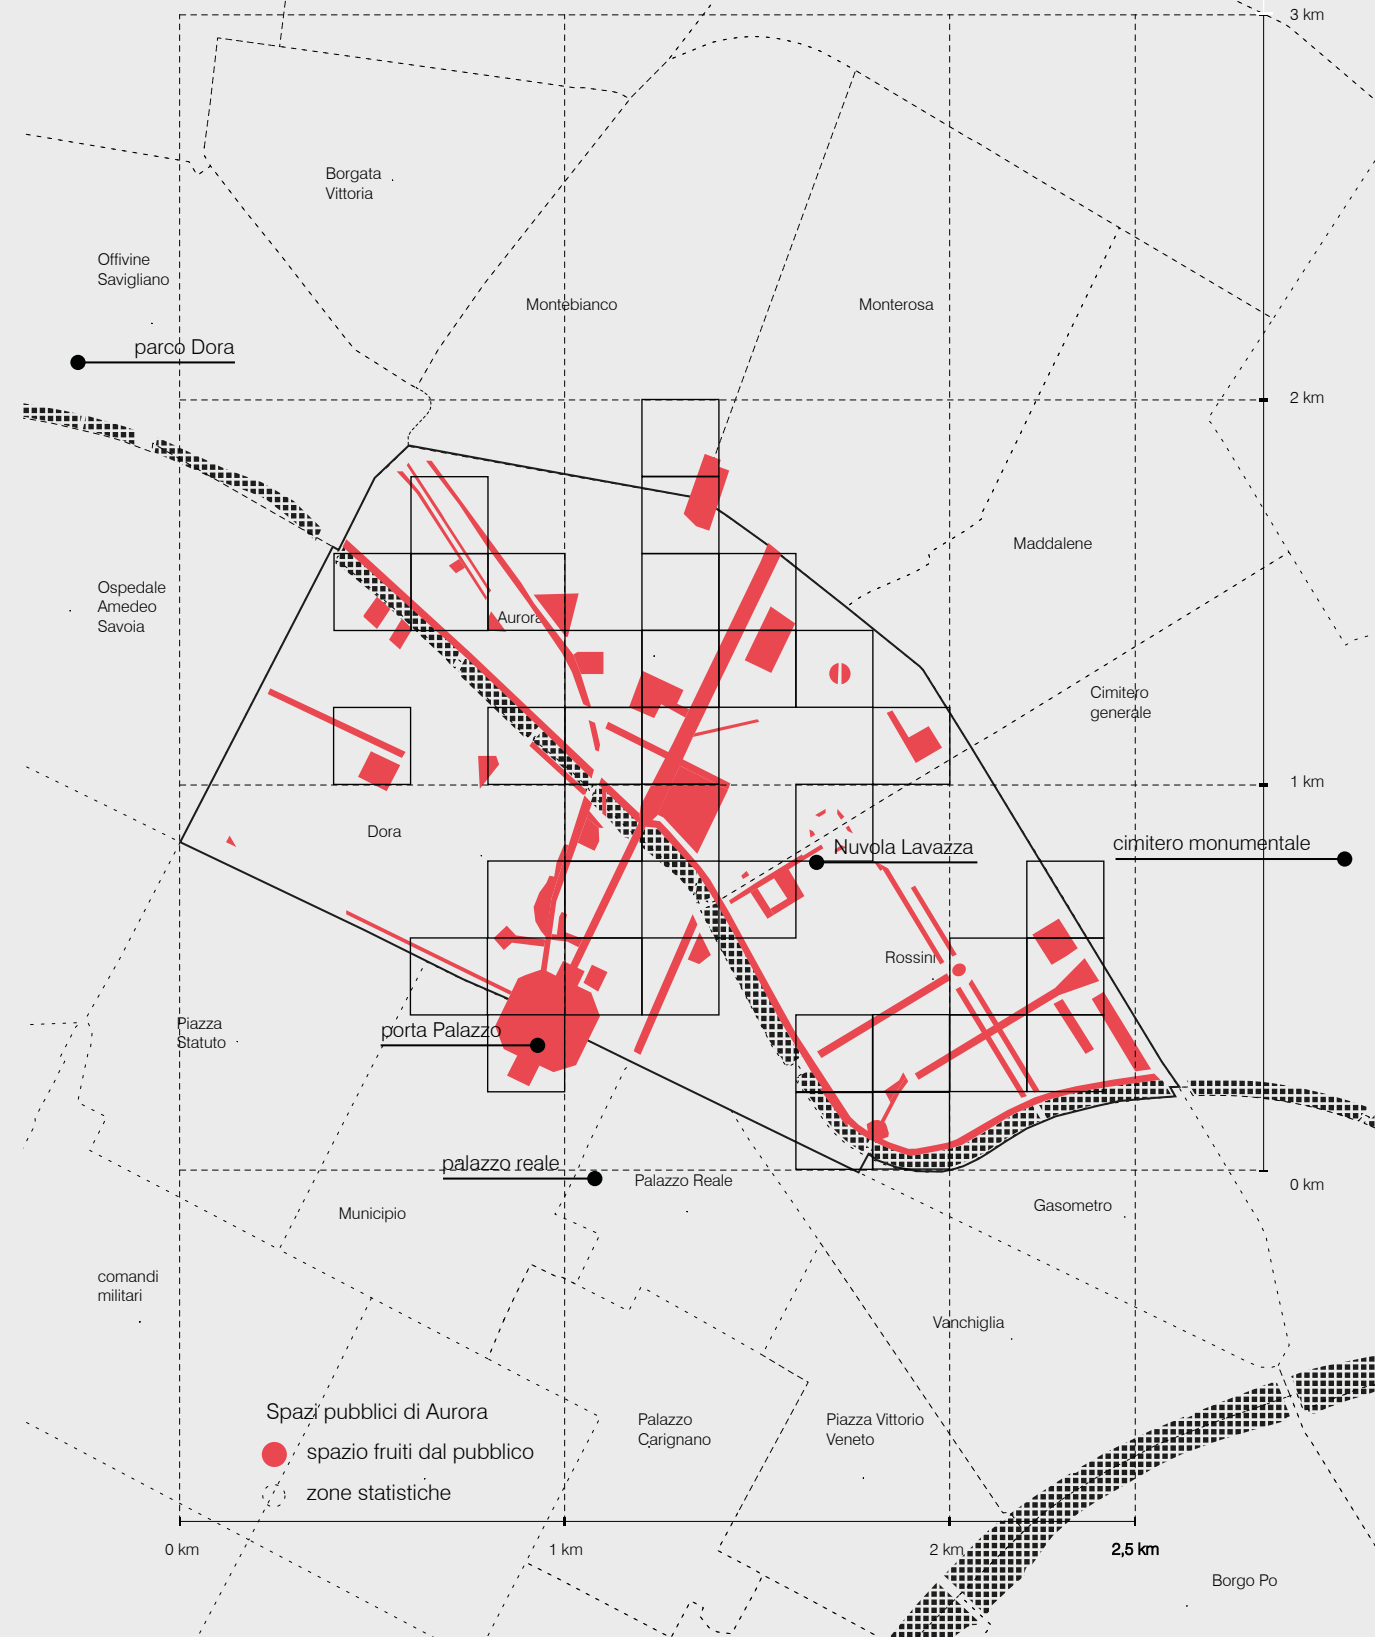 3 km
Borgata
Vittoria
Offivine
Savigliano
Montebianco
Monterosa
parco Dora
2 km
Maddalene
Ospedale
Amedeo
Savoia
Aurora
Cimitero
generale
1 km
Dora
Nuvola Lavazza
cimitero monumentale
Rossini
Piazza
Statuto
porta Palazzo
palazzo reale
Palazzo Reale
0 km
Municipio
Gasometro
comandi
militari
Vanchiglia
Spazi pubblici di Aurora
spazio fruiti dal pubblico
zone statistiche
Palazzo
Carignano
Piazza Vittorio
Veneto
0 km
1 km
2 km
2,5 km
Borgo Po